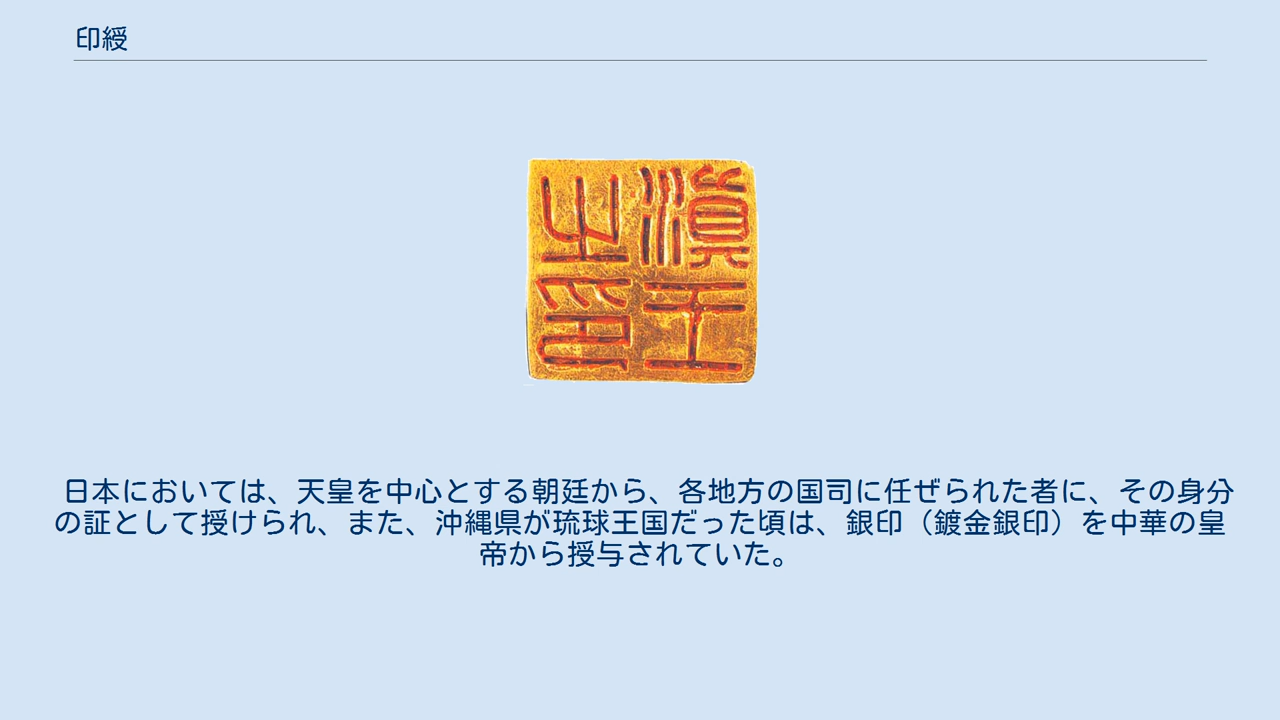 印綬
滇王
之印
日本においては、天皇を中心とする朝廷から、各地方の国司に任ぜられた者に、その身分
の証として授けられ、また、沖縄県が琉球王国だった頃は、銀印（鍍金銀印）を中華の皇
帝から授与されていた。